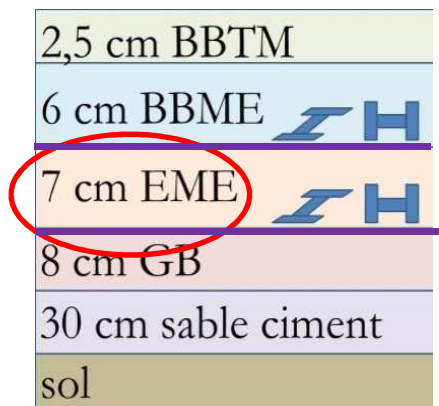 2,5 cm BBTM
6 cm BBME
7 cm EME
8 cm GB
30 cm sable ciment
sol